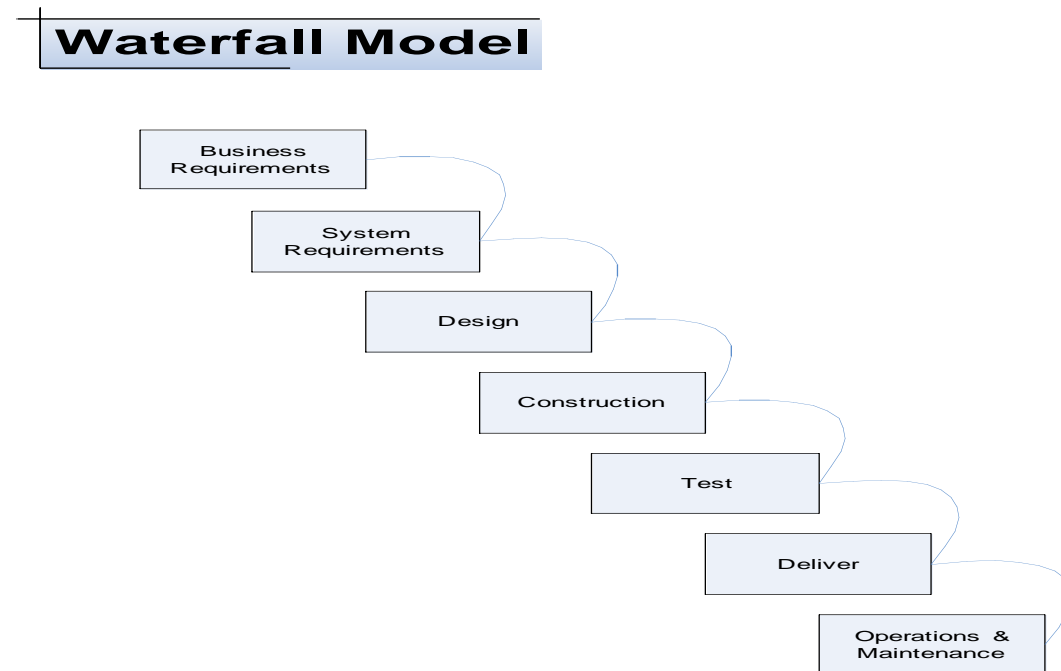 Waterfall Model
Business
Requirements
System
Requirements
Design
Construction
Test
Deliver
Operations &
Maintenance